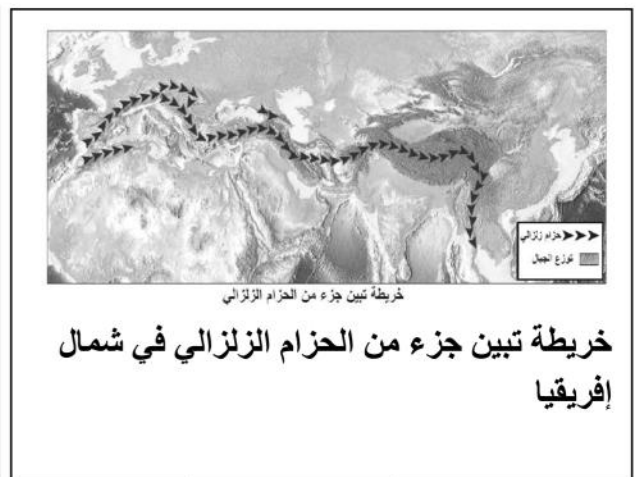 حزام زلزالي
توزع الجبال
خريطة تبين جزء من الحزام الزلزالي
خريطة تبين جزء من الحزام الزلزالي في شمال
إفريقيا